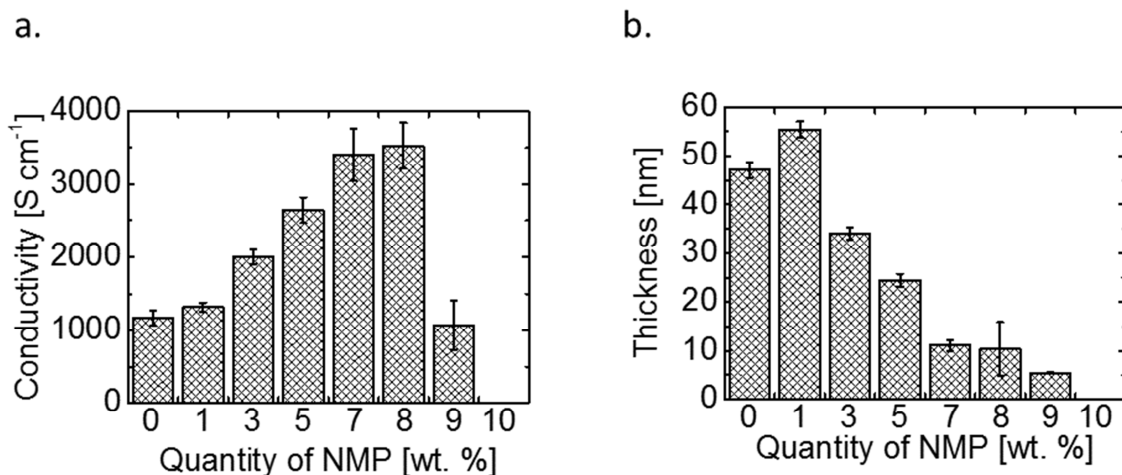 a.
Conductivity [S cm⁻¹]
4000
3000
2000
1000
0
0 1 3 5 7 8 9 10
Quantity of NMP [wt. %]
b.
Thickness [nm]
60
50
40
30
20
10
0
0 1 3 5 7 8 9 10
Quantity of NMP [wt. %]